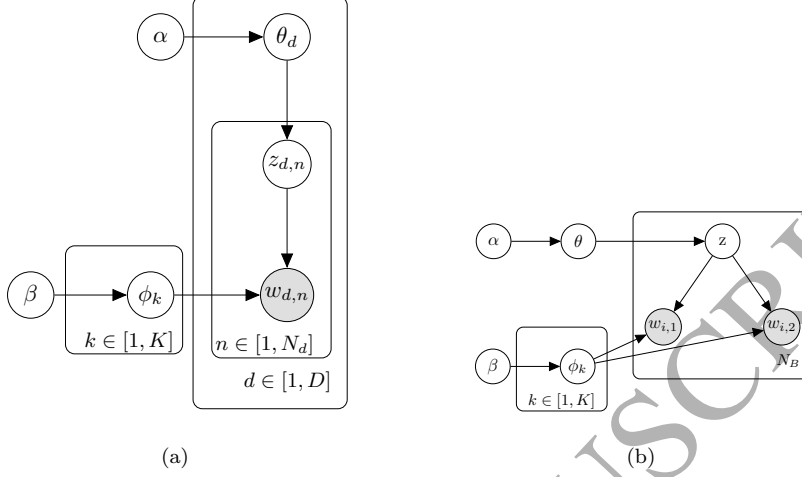 α
θ_d
z_{d,n}
β
ϕ_k
w_{d,n}
k ∈ [1, K]
n ∈ [1, N_d]
d ∈ [1, D]
(a)
α
θ
z
w_{i,1}
w_{i,2}
N_B
β
ϕ_k
k ∈ [1, K]
(b)